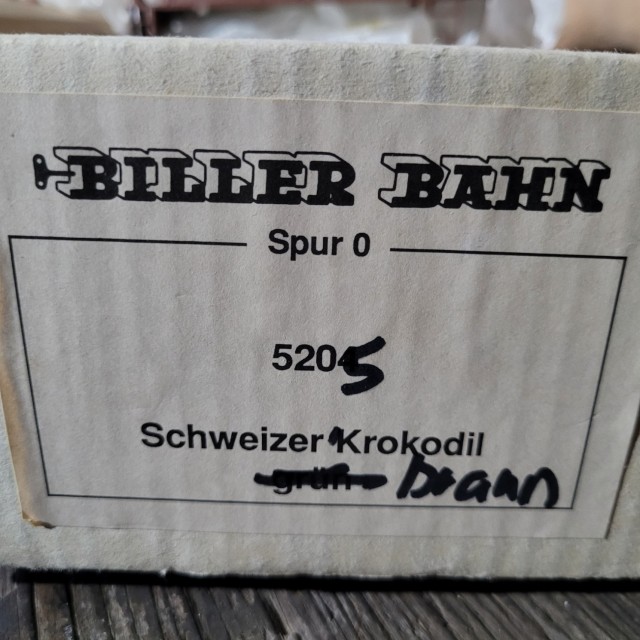 BILLER BAHN
Spur 0
5205
Schweizer Krokodil
grün braun